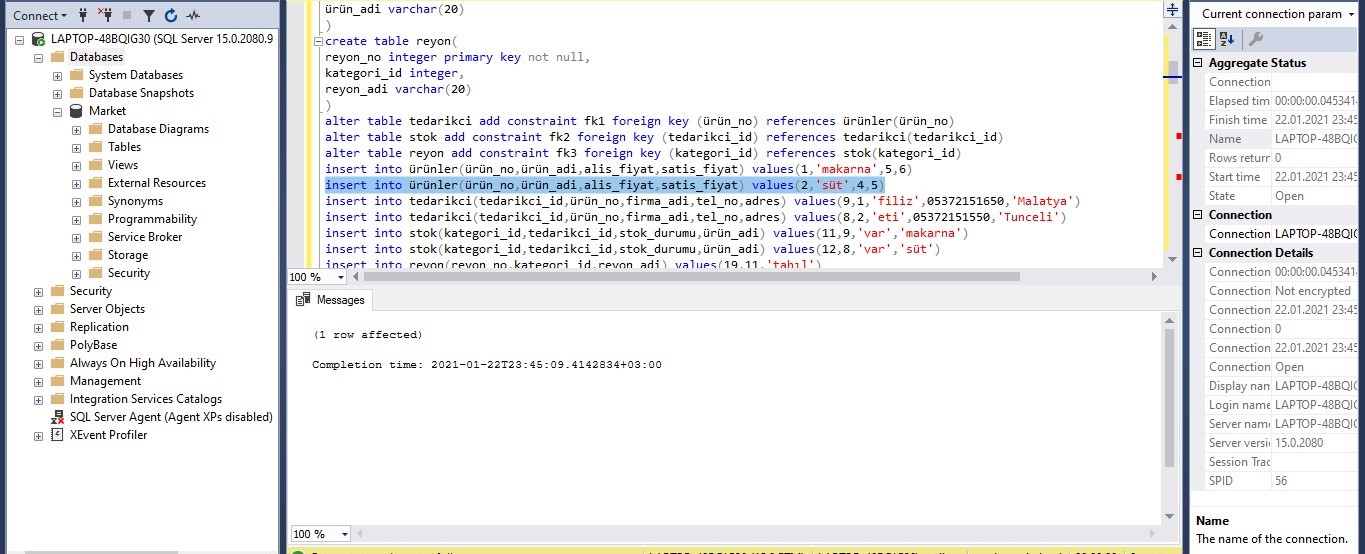 Connect
LAPTOP-48BQIG30 (SQL Server 15.0.2080.9
Databases
System Databases
Database Snapshots
Market
Database Diagrams
Tables
Views
External Resources
Synonyms
Programmability
Service Broker
Storage
Security
Security
Server Objects
Replication
PolyBase
Always On High Availability
Management
Integration Services Catalogs
SQL Server Agent (Agent XPs disabled)
XEvent Profiler
ürün_adi varchar(20)
)
create table reyon(
reyon_no integer primary key not null,
kategori_id integer,
reyon_adi varchar(20)
)
alter table tedarikci add constraint fk1 foreign key (ürün_no) references ürünler(ürün_no)
alter table stok add constraint fk2 foreign key (tedarikci_id) references tedarikci(tedarikci_id)
alter table reyon add constraint fk3 foreign key (kategori_id) references stok(kategori_id)
insert into ürünler(ürün_no,ürün_adi,alis_fiyat,satis_fiyat) values(1,'makarna',5,6)
insert into ürünler(ürün_no,ürün_adi,alis_fiyat,satis_fiyat) values(2,'süt',4,5)
insert into tedarikci(tedarikci_id,ürün_no,firma_adi,tel_no,adres) values(9,1,'filiz',05372151650,'Malatya')
insert into tedarikci(tedarikci_id,ürün_no,firma_adi,tel_no,adres) values(8,2,'eti',05372151550,'Tunceli')
insert into stok(kategori_id,tedarikci_id,stok_durumu,ürün_adi) values(11,9,'var','makarna')
insert into stok(kategori_id,tedarikci_id,stok_durumu,ürün_adi) values(12,8,'var','süt')
insert into reyon(reyon_no,kategori_id,reyon_adi) values(19,11,'tahıl')
100 %
Messages
(1 row affected)
Completion time: 2021-01-22T23:45:09.4142834+03:00
100 %
Current connection param
Aggregate Status
Connection
Elapsed tim 00:00:00.045341
Finish time 22.01.2021 23:45
Name LAPTOP-48BQIG
Rows returr 0
Start time 22.01.2021 23:45
State Open
Connection
Connection LAPTOP-48BQIG
Connection Details
Connection 00:00:00.045341
Connection Not encrypted
Connection 22.01.2021 23:45
Connection 0
Connection 22.01.2021 23:45
Connection Open
Display nam LAPTOP-48BQIG
Login name LAPTOP-48BQIG
Server nam LAPTOP-48BQIG
Server versi 15.0.2080
Session Trac
SPID 56
Name
The name of the connection.